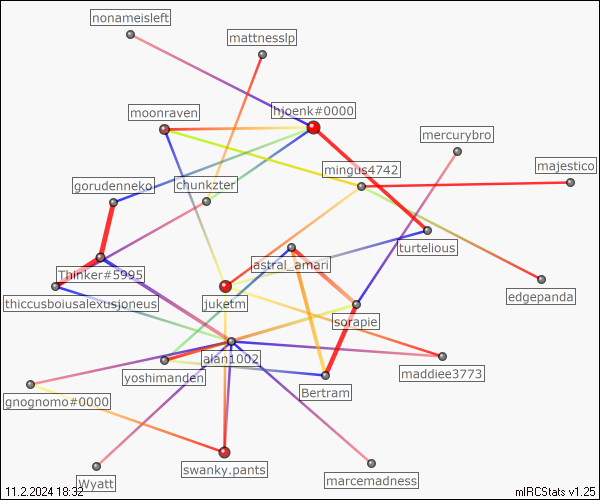 nonameisleft
mattnesslp
moonraven
hjoenk#0000
mercurybro
mingus4742
majestico
gorudenneko
chunkzter
turtelious
Thinker#5995
astral_amari
edgepanda
thiccusboiusalexusjoneus
juketm
sorapie
alan1002
yoshimanden
maddiee3773
Bertram
gnognomo#0000
swanky.pants
Wyatt
marcemadness
11.2.2024 18:32
mIRCStats v1.25